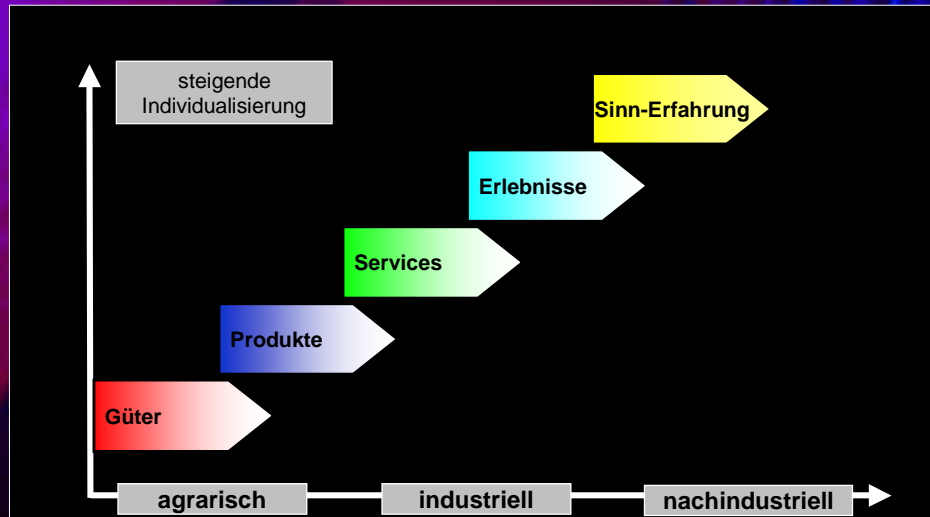 steigende
Individualisierung
Sinn-Erfahrung
Erlebnisse
Services
Produkte
Güter
agrarisch industriell nachindustriell